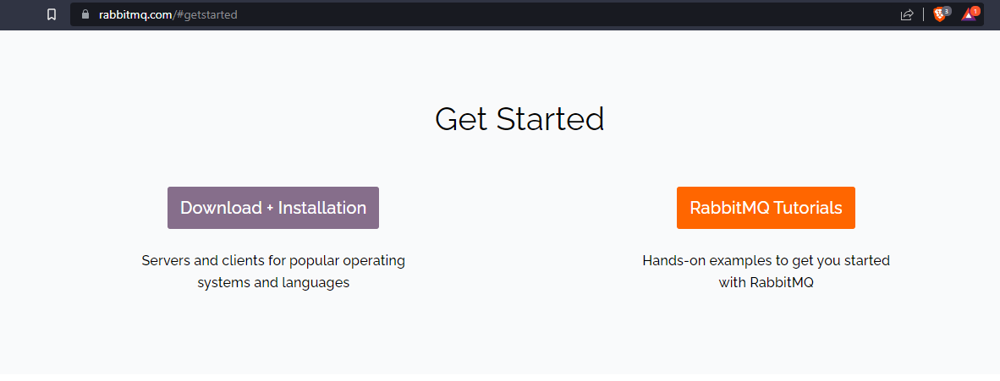 rabbitmq.com/#getstarted
3
1
Get Started
Download + Installation
RabbitMQ Tutorials
Servers and clients for popular operating
systems and languages
Hands-on examples to get you started
with RabbitMQ